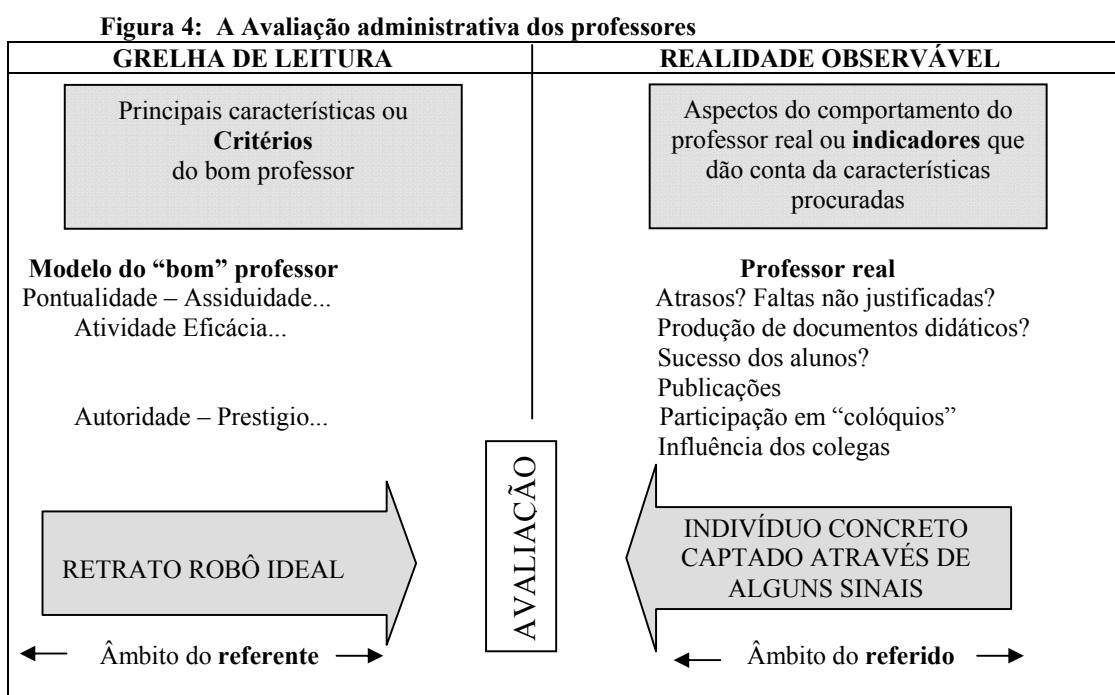 Figura 4: A Avaliação administrativa dos professores
GRELHA DE LEITURA
REALIDADE OBSERVÁVEL
Principais características ou
Critérios
do bom professor
Aspectos do comportamento do
professor real ou indicadores que
dão conta da características
procuradas
Modelo do “bom” professor
Pontualidade – Assiduidade...
Atividade Eficácia...
Autoridade – Prestigio...
Professor real
Atrasos? Faltas não justificadas?
Produção de documentos didáticos?
Sucesso dos alunos?
Publicações
Participação em “colóquios”
Influência dos colegas
RETRATO ROBÔ IDEAL
AVALIAÇÃO
INDIVÍDUO CONCRETO
CAPTADO ATRAVÉS DE
ALGUNS SINAIS
Âmbito do referente
Âmbito do referido